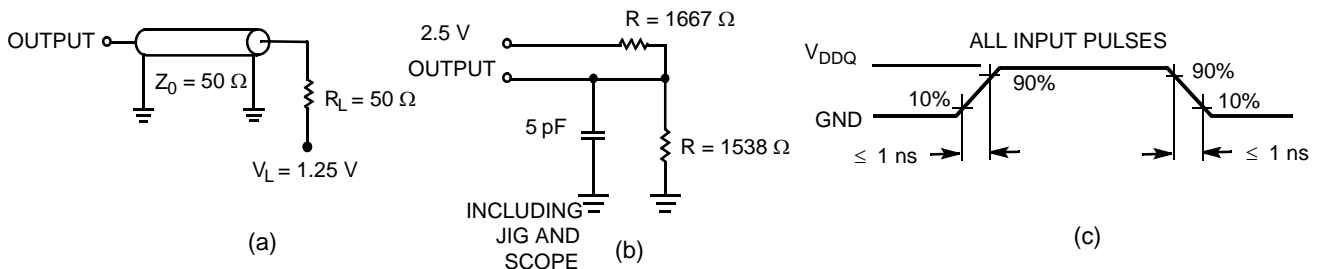 OUTPUT
Z0 = 50 Ω
RL = 50 Ω
VL = 1.25 V
(a)
R = 1667 Ω
2.5 V
OUTPUT
5 pF
R = 1538 Ω
INCLUDING
JIG AND
SCOPE
(b)
ALL INPUT PULSES
VDDQ
GND
10%
90%
90%
10%
≤ 1 ns
≤ 1 ns
(c)